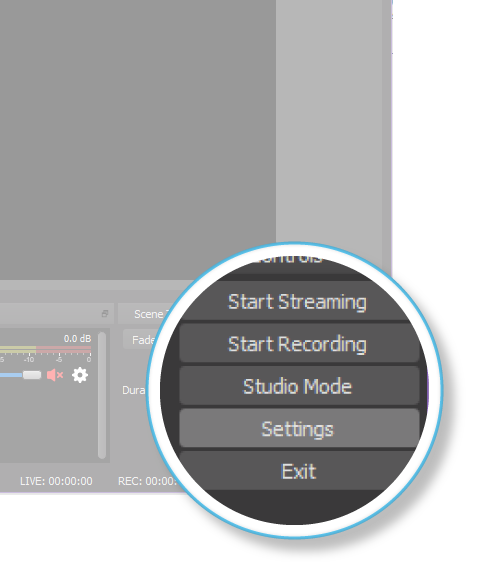 Controls
Start Streaming
Scene
0.0 dB
Start Recording
Fade
-10 -5 0
Studio Mode
Settings
Exit
LIVE: 00:00:00
REC: 00:00: